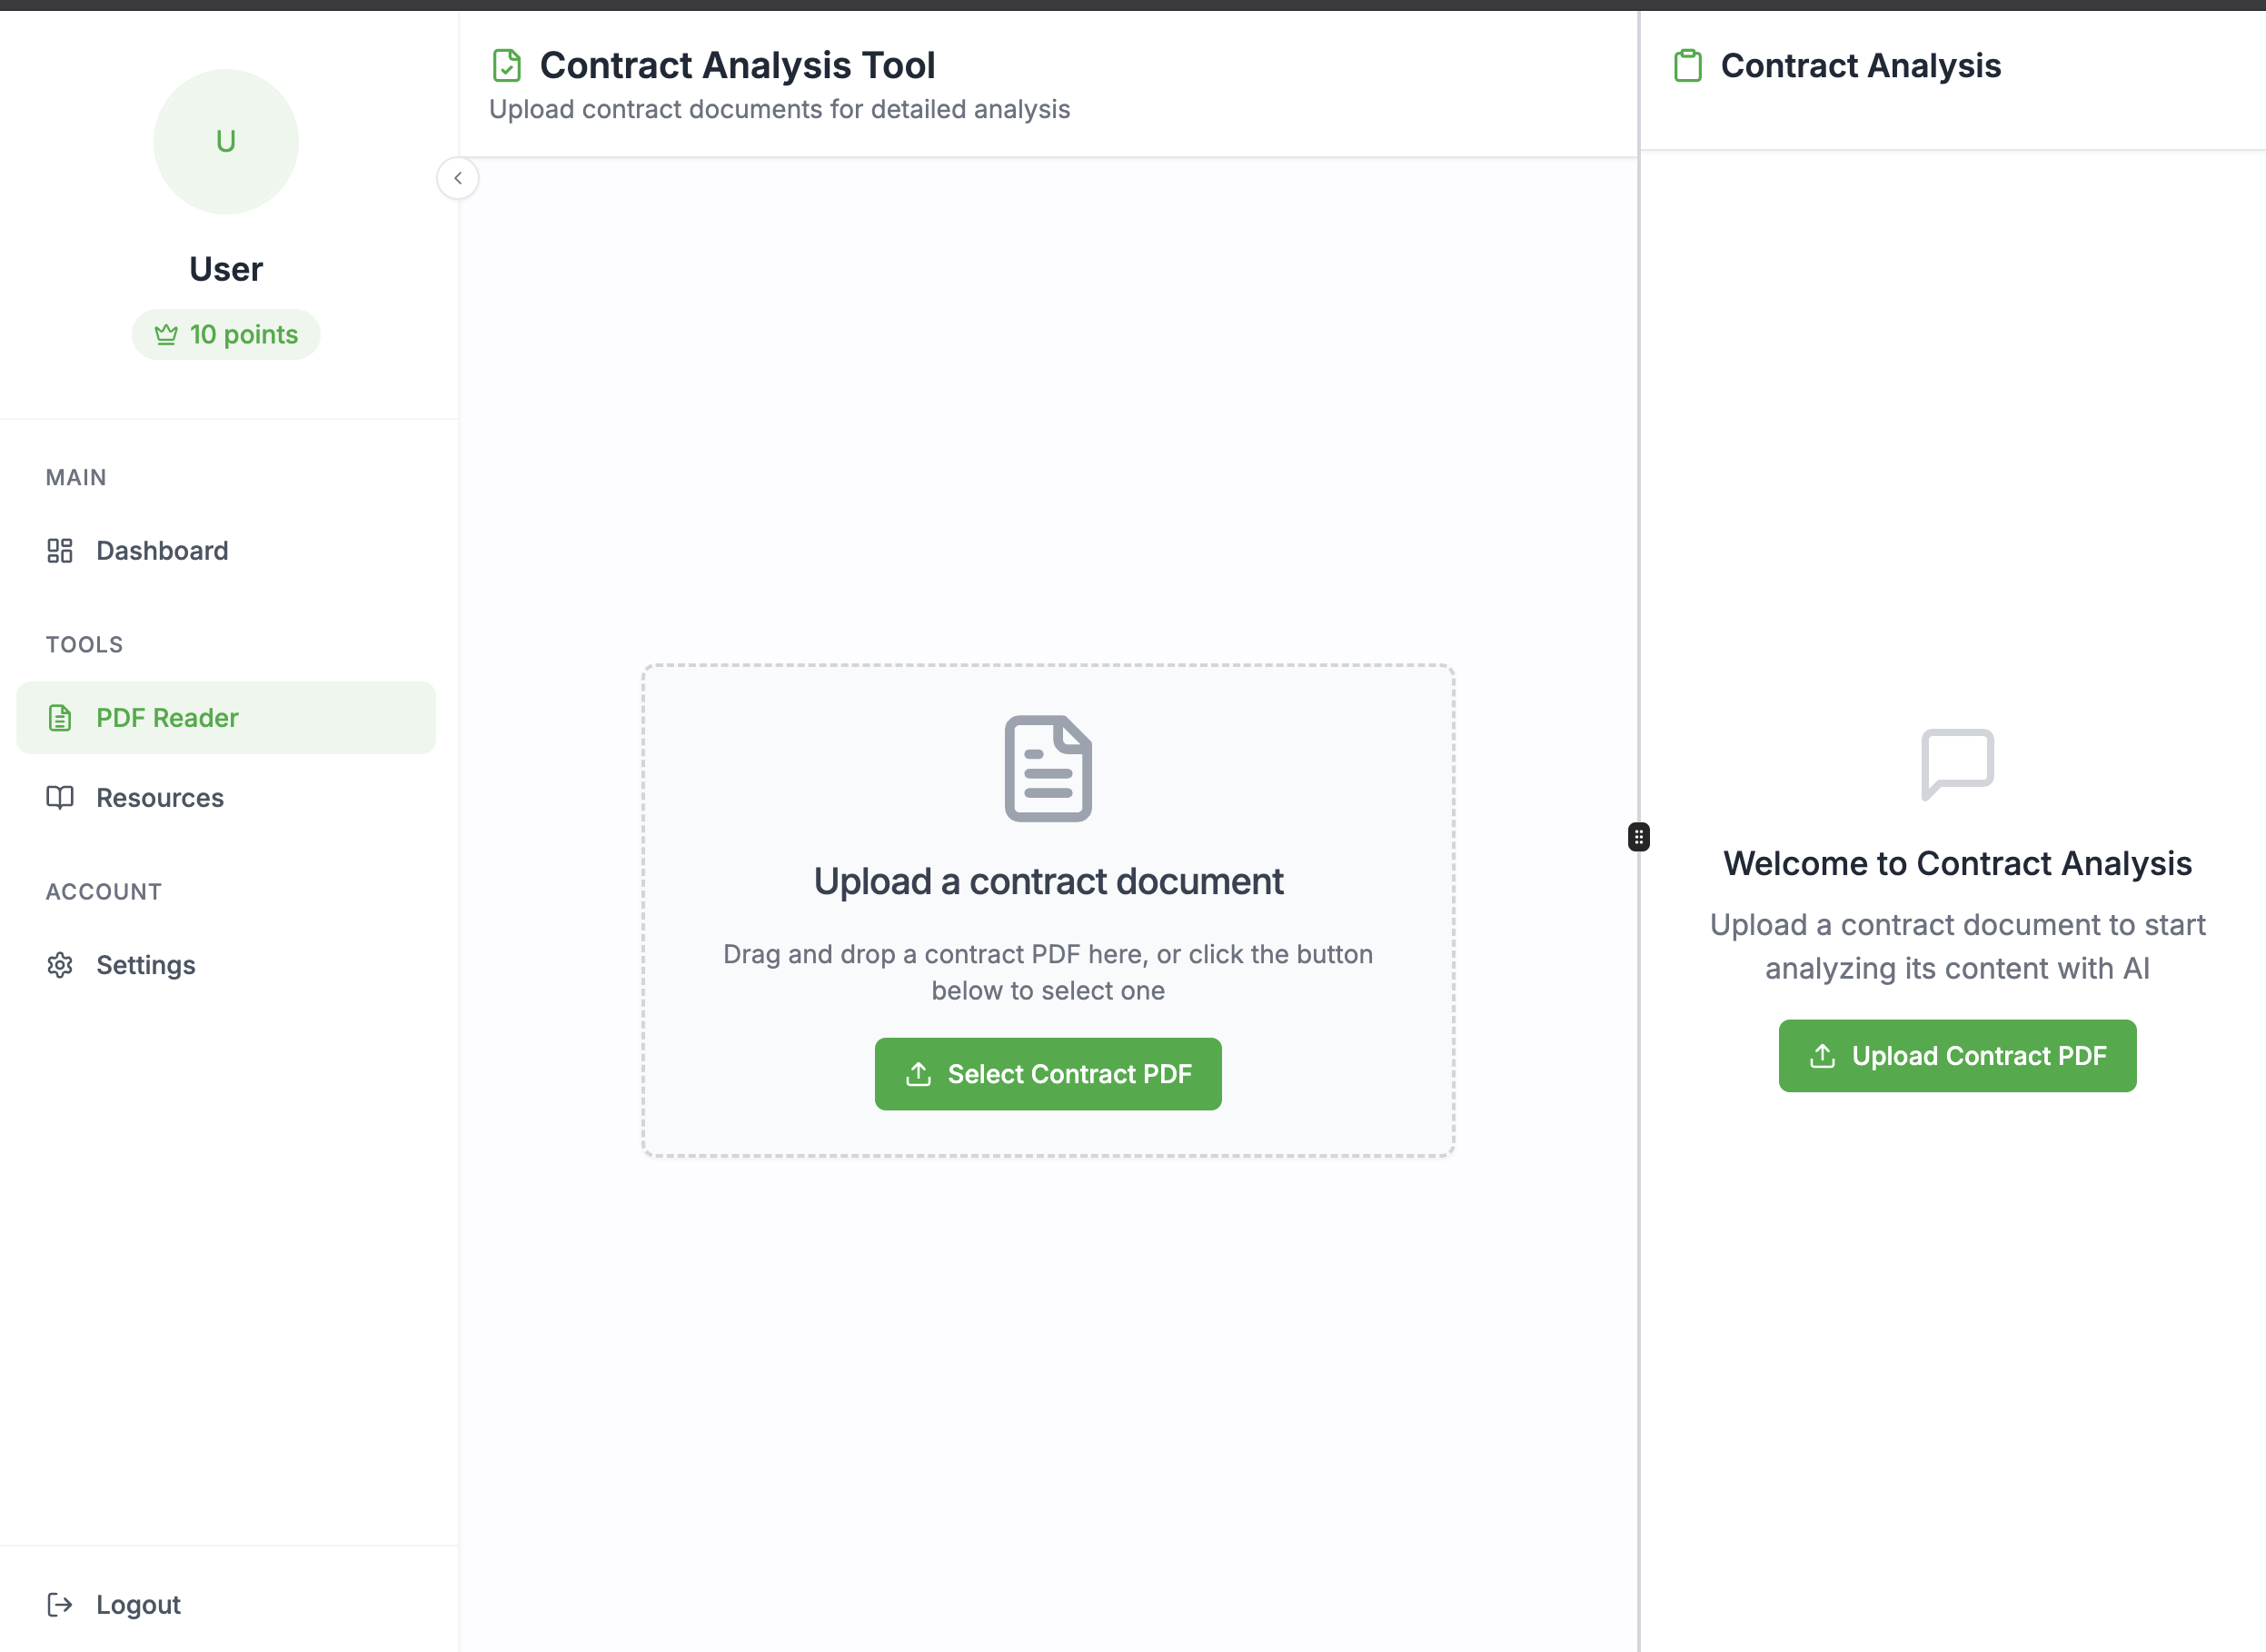 U
User
10 points
MAIN
Dashboard
TOOLS
PDF Reader
Resources
ACCOUNT
Settings
Logout
Contract Analysis Tool
Upload contract documents for detailed analysis
Upload a contract document
Drag and drop a contract PDF here, or click the button
below to select one
Select Contract PDF
Contract Analysis
Welcome to Contract Analysis
Upload a contract document to start
analyzing its content with AI
Upload Contract PDF